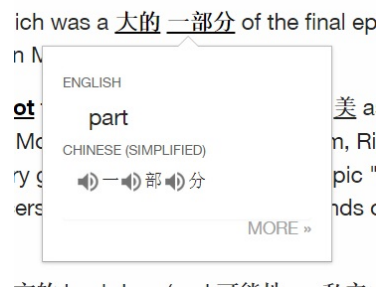 ich was a 大的 一部分 of the final ep
n M
ENGLISH
ot
part
美 a
Mc
CHINESE (SIMPLIFIED)
n, Ri
ry g
一 部 分
pic "
ers
nds o
MORE »